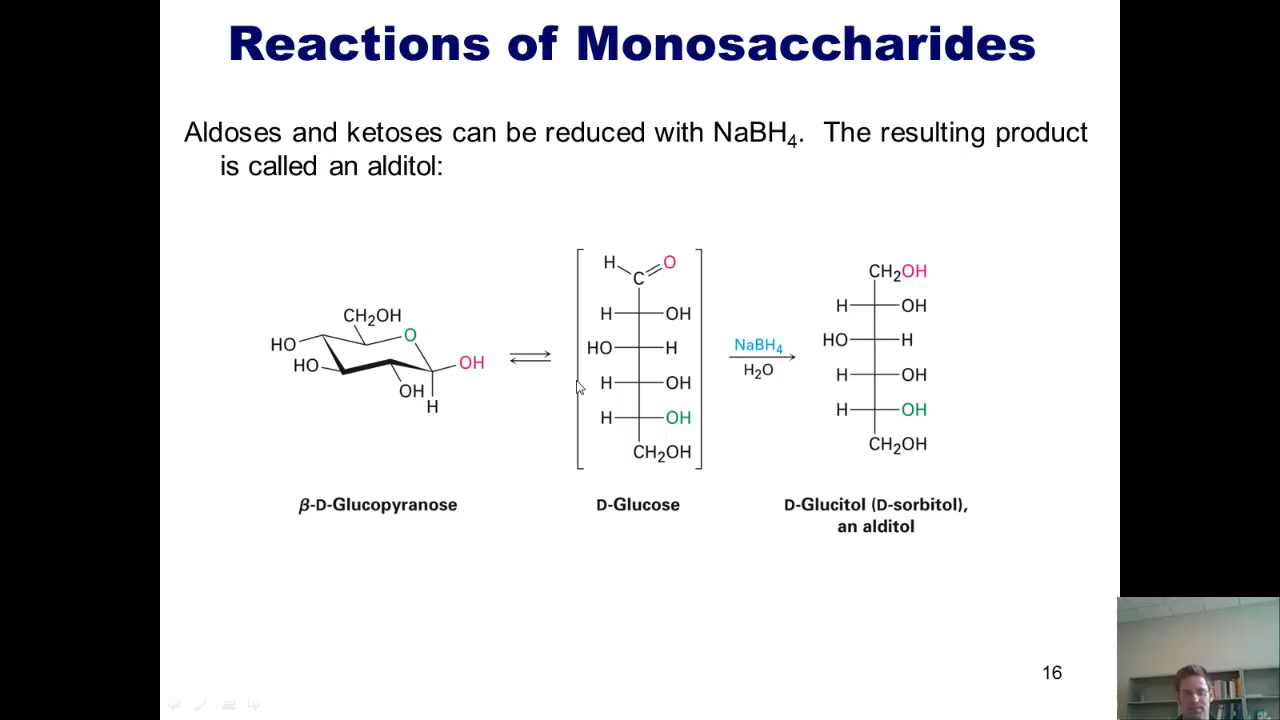 Reactions of Monosaccharides
Aldoses and ketoses can be reduced with NaBH₄. The resulting product
is called an alditol:
CH₂OH
HO
O
HO
OH
OH
H
H
O
C
H
OH
HO
H
H
OH
H
OH
CH₂OH
NaBH₄
H₂O
CH₂OH
H
OH
HO
H
H
OH
H
OH
CH₂OH
β-D-Glucopyranose
D-Glucose
D-Glucitol (D-sorbitol),
an alditol
16